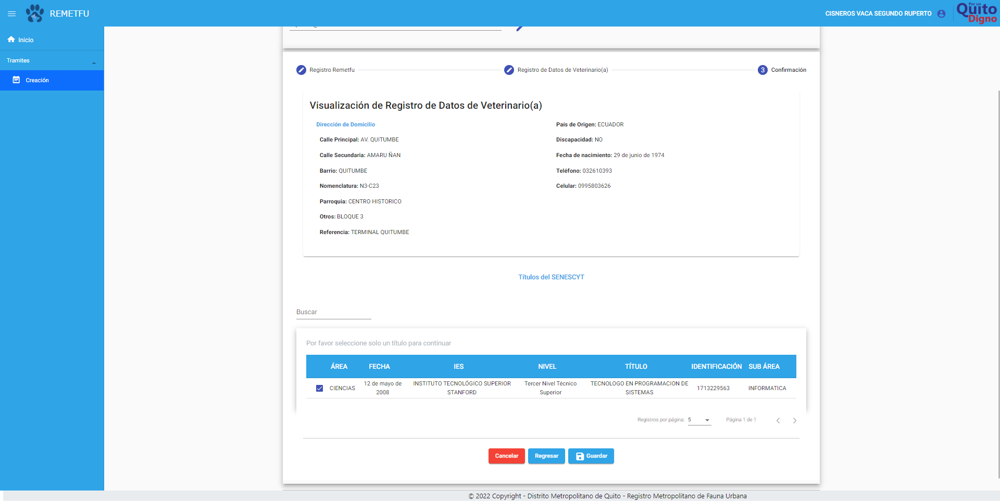 REMETFU
CISNEROS VACA SEGUNDO RUPERTO
Por un
Quito
Digno
Inicio
Tramites
Creación
Registro Remetfu
Registro de Datos de Veterinario(a)
3 Confirmación
Visualización de Registro de Datos de Veterinario(a)
Dirección de Domicilio
Calle Principal: AV. QUITUMBE
Calle Secundaria: AMARU ÑAN
Barrio: QUITUMBE
Nomenclatura: N3-C23
Parroquia: CENTRO HISTORICO
Otros: BLOQUE 3
Referencia: TERMINAL QUITUMBE
País de Origen: ECUADOR
Discapacidad: NO
Fecha de nacimiento: 29 de junio de 1974
Teléfono: 032610393
Celular: 0995803626
Títulos del SENESCYT
Buscar
Por favor seleccione solo un título para continuar
ÁREA FECHA IES NIVEL TÍTULO IDENTIFICACIÓN SUB ÁREA
CIENCIAS 12 de mayo de 2008 INSTITUTO TECNOLÓGICO SUPERIOR STANFORD Tercer Nivel Técnico Superior TECNOLOGO EN PROGRAMACION DE SISTEMAS 1713229563 INFORMATICA
Registros por página: 5 Página 1 de 1
Cancelar Regresar Guardar
© 2022 Copyright - Distrito Metropolitano de Quito - Registro Metropolitano de Fauna Urbana